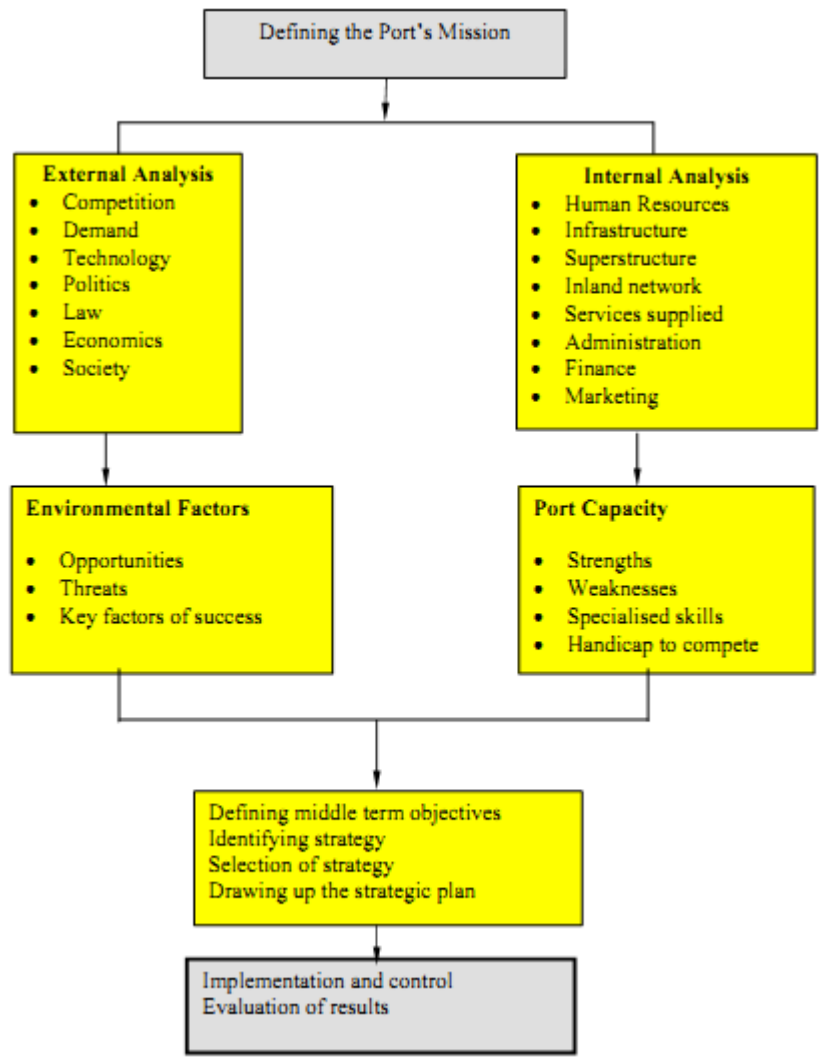 Defining the Port's Mission
External Analysis
• Competition
• Demand
• Technology
• Politics
• Law
• Economics
• Society
Internal Analysis
• Human Resources
• Infrastructure
• Superstructure
• Inland network
• Services supplied
• Administration
• Finance
• Marketing
Environmental Factors
• Opportunities
• Threats
• Key factors of success
Port Capacity
• Strengths
• Weaknesses
• Specialised skills
• Handicap to compete
Defining middle term objectives
Identifying strategy
Selection of strategy
Drawing up the strategic plan
Implementation and control
Evaluation of results